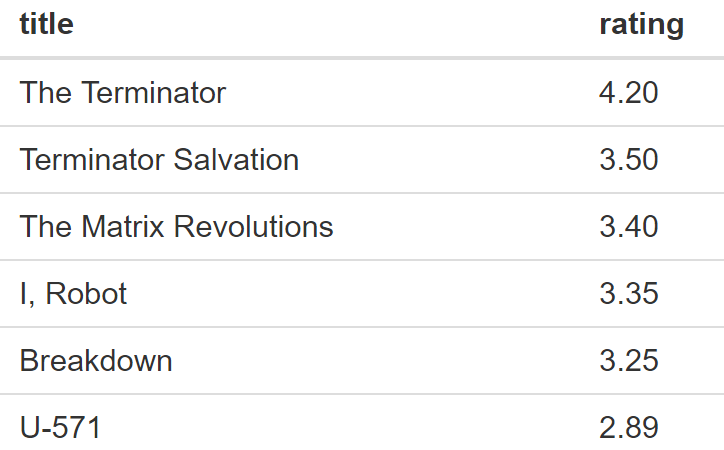 title rating
The Terminator 4.20
Terminator Salvation 3.50
The Matrix Revolutions 3.40
I, Robot 3.35
Breakdown 3.25
U-571 2.89